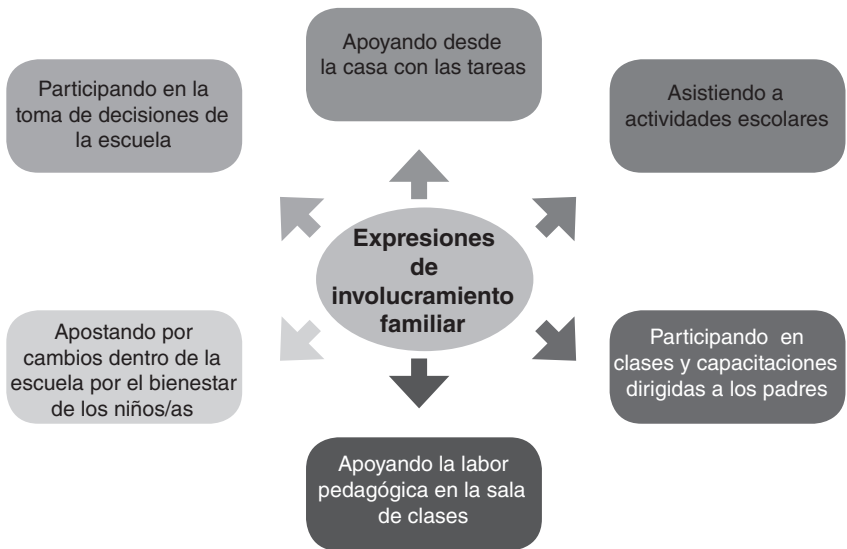 Apoyando desde
la casa con las tareas
Participando en la
toma de decisiones de
la escuela
Asistiendo a
actividades escolares
Expresiones
de
involucramiento
familiar
Apostando por
cambios dentro de la
escuela por el bienestar
de los niños/as
Participando en
clases y capacitaciones
dirigidas a los padres
Apoyando la labor
pedagógica en la sala
de clases